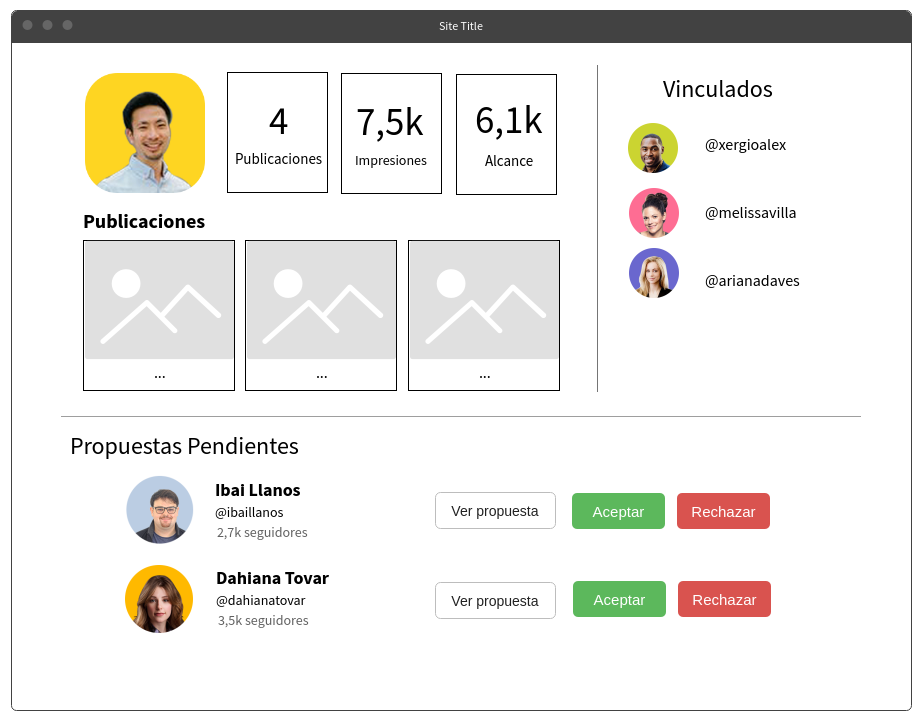 Site Title
4
Publicaciones
7,5k
Impresiones
6,1k
Alcance
Vinculados
@xergioalex
@melissavilla
@arianadaves
Publicaciones
...
...
...
Propuestas Pendientes
Ibai Llanos
@ibaillanos
2,7k seguidores
Ver propuesta
Aceptar
Rechazar
Dahiana Tovar
@dahianatovar
3,5k seguidores
Ver propuesta
Aceptar
Rechazar